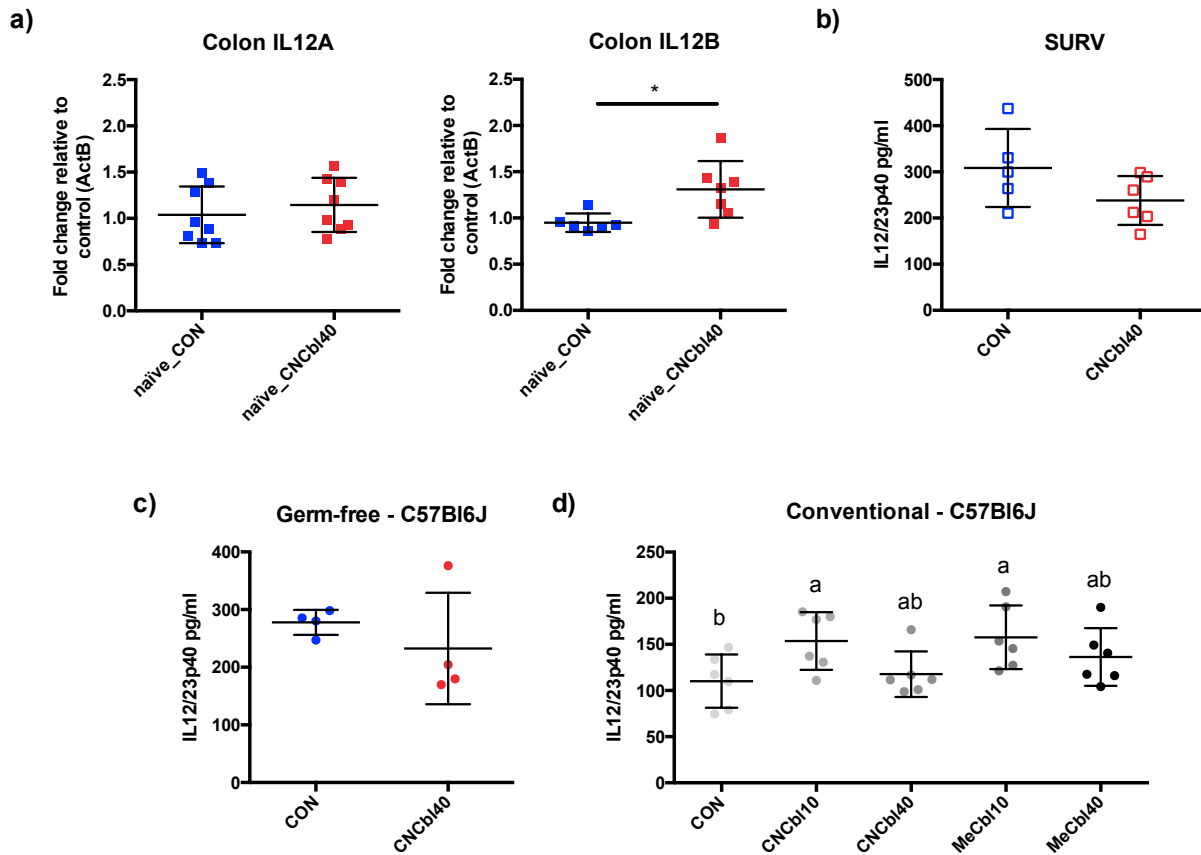 a)
Colon IL12A
Fold change relative to
control (ActB)
2.5
2.0
1.5
1.0
0.5
0.0
naïve_CON
naïve_CNCbl40
Colon IL12B
Fold change relative to
control (ActB)
2.5
2.0
1.5
1.0
0.5
0.0
*
naïve_CON
naïve_CNCbl40
b)
SURV
IL12/23p40 pg/ml
500
400
300
200
100
0
CON
CNCbl40
c)
Germ-free - C57Bl6J
IL12/23p40 pg/ml
400
300
200
100
0
CON
CNCbl40
d)
Conventional - C57Bl6J
IL12/23p40 pg/ml
250
200
150
100
50
0
b
a
ab
a
ab
CON
CNCbl10
CNCbl40
MeCbl10
MeCbl40